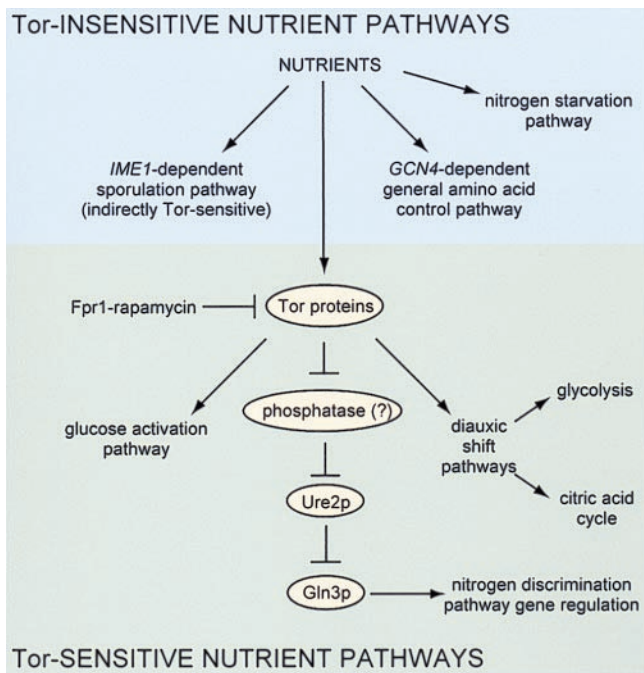 Tor-INSENSITIVE NUTRIENT PATHWAYS
NUTRIENTS
nitrogen starvation
pathway
IME1-dependent
sporulation pathway
(indirectly Tor-sensitive)
GCN4-dependent
general amino acid
control pathway
Fpr1-rapamycin
Tor proteins
glucose activation
pathway
phosphatase (?)
diauxic
shift
pathways
glycolysis
citric acid
cycle
Ure2p
Gln3p
nitrogen discrimination
pathway gene regulation
Tor-SENSITIVE NUTRIENT PATHWAYS